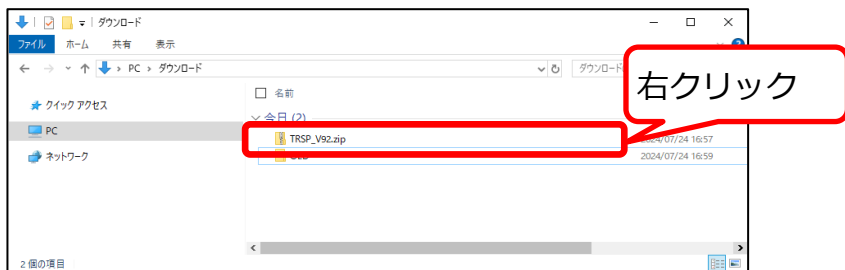 ダウンロード
ファイル ホーム 共有 表示
PC > ダウンロード ダウンロード
右クリック
名前
クイック アクセス
今日 (2)
PC
TRSP_V92.zip 2024/07/24 16:57
ネットワーク
2024/07/24 16:59
2 個の項目